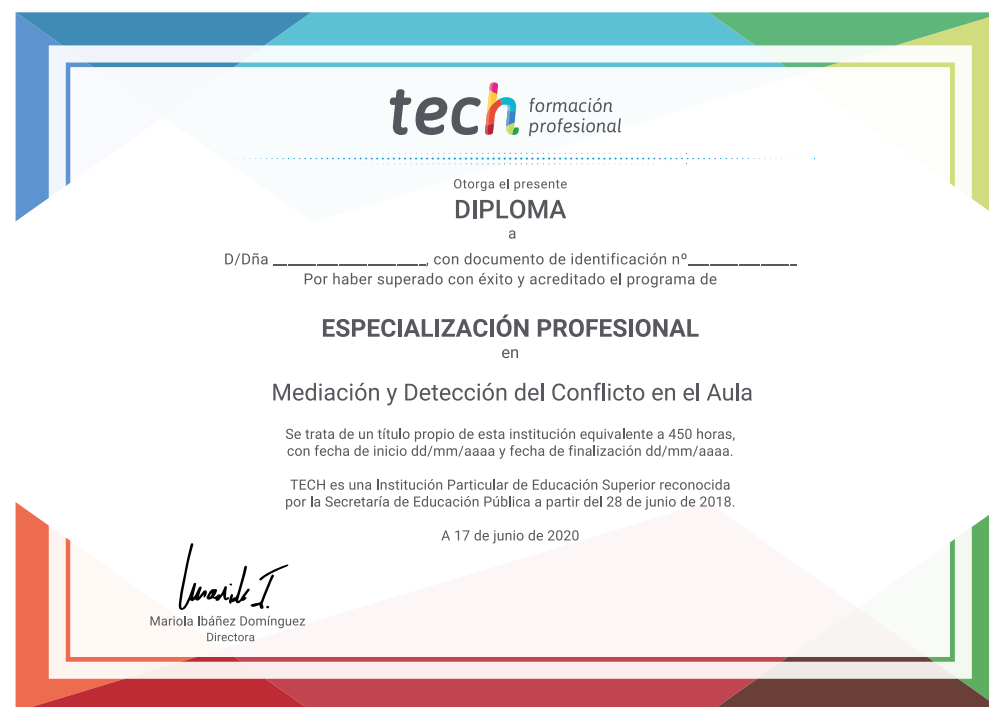 tech formación
profesional
Otorga el presente
DIPLOMA
a
D/Dña ____________________, con documento de identificación nº______________
Por haber superado con éxito y acreditado el programa de
ESPECIALIZACIÓN PROFESIONAL
en
Mediación y Detección del Conflicto en el Aula
Se trata de un título propio de esta institución equivalente a 450 horas,
con fecha de inicio dd/mm/aaaa y fecha de finalización dd/mm/aaaa.
TECH es una Institución Particular de Educación Superior reconocida
por la Secretaría de Educación Pública a partir del 28 de junio de 2018.
A 17 de junio de 2020
Mariola Ibáñez Domínguez
Directora